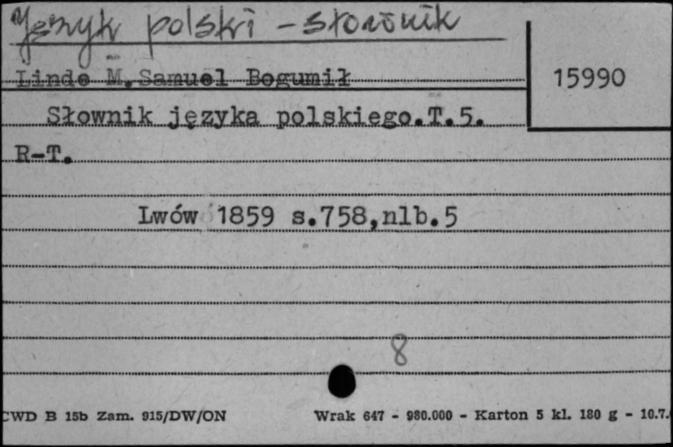 Język polski - słownik
Linde M. Samuel Bogumił
15990
Słownik języka polskiego.T.5.
R-T.
Lwów 1859 s.758,nlb.5
8
CWD B 15b Zam. 915/DW/ON Wrak 647 - 980.000 - Karton 5 kl. 180 g - 10.7.